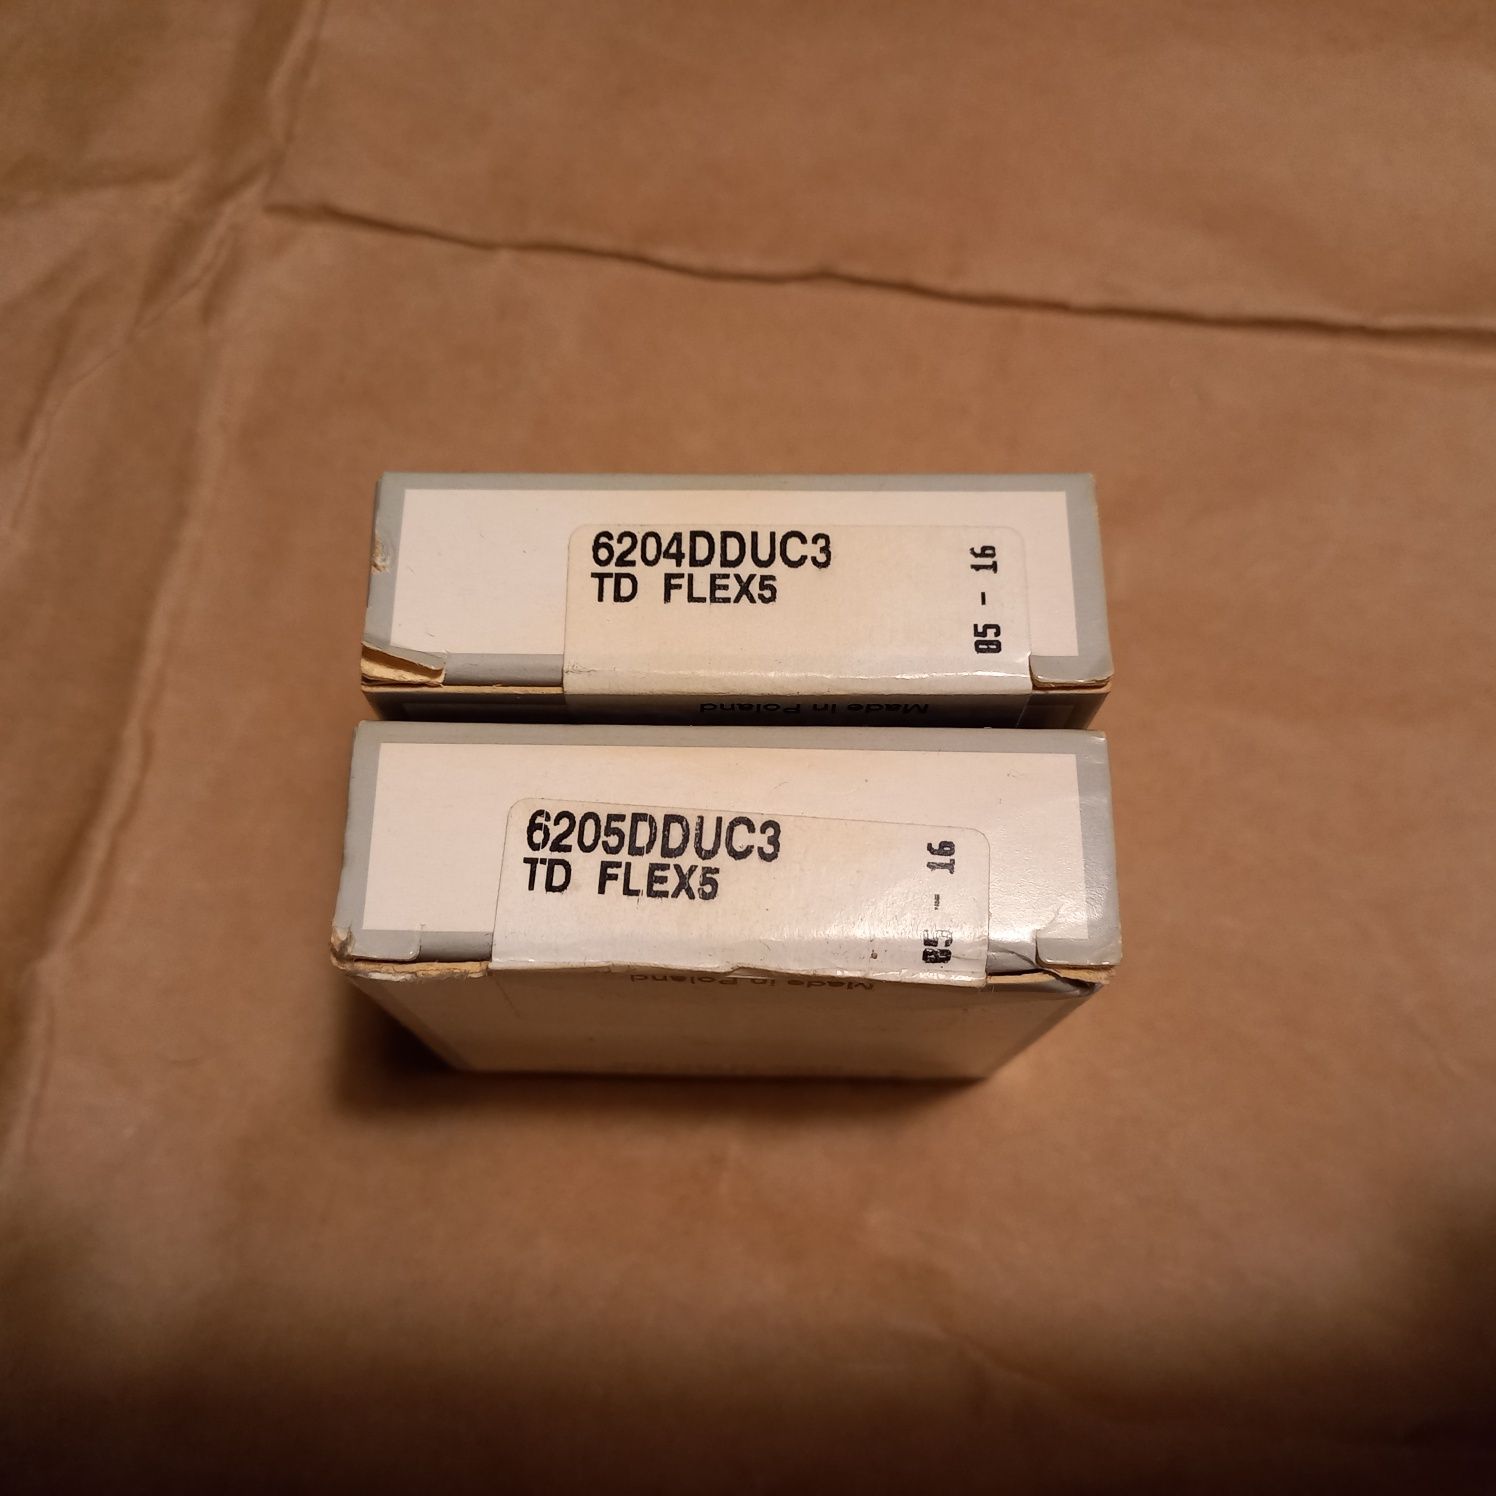 6204DDUC3
TD FLEX5
05 - 16
Made in Poland
6205DDUC3
TD FLEX5
05 - 16
Made in Poland